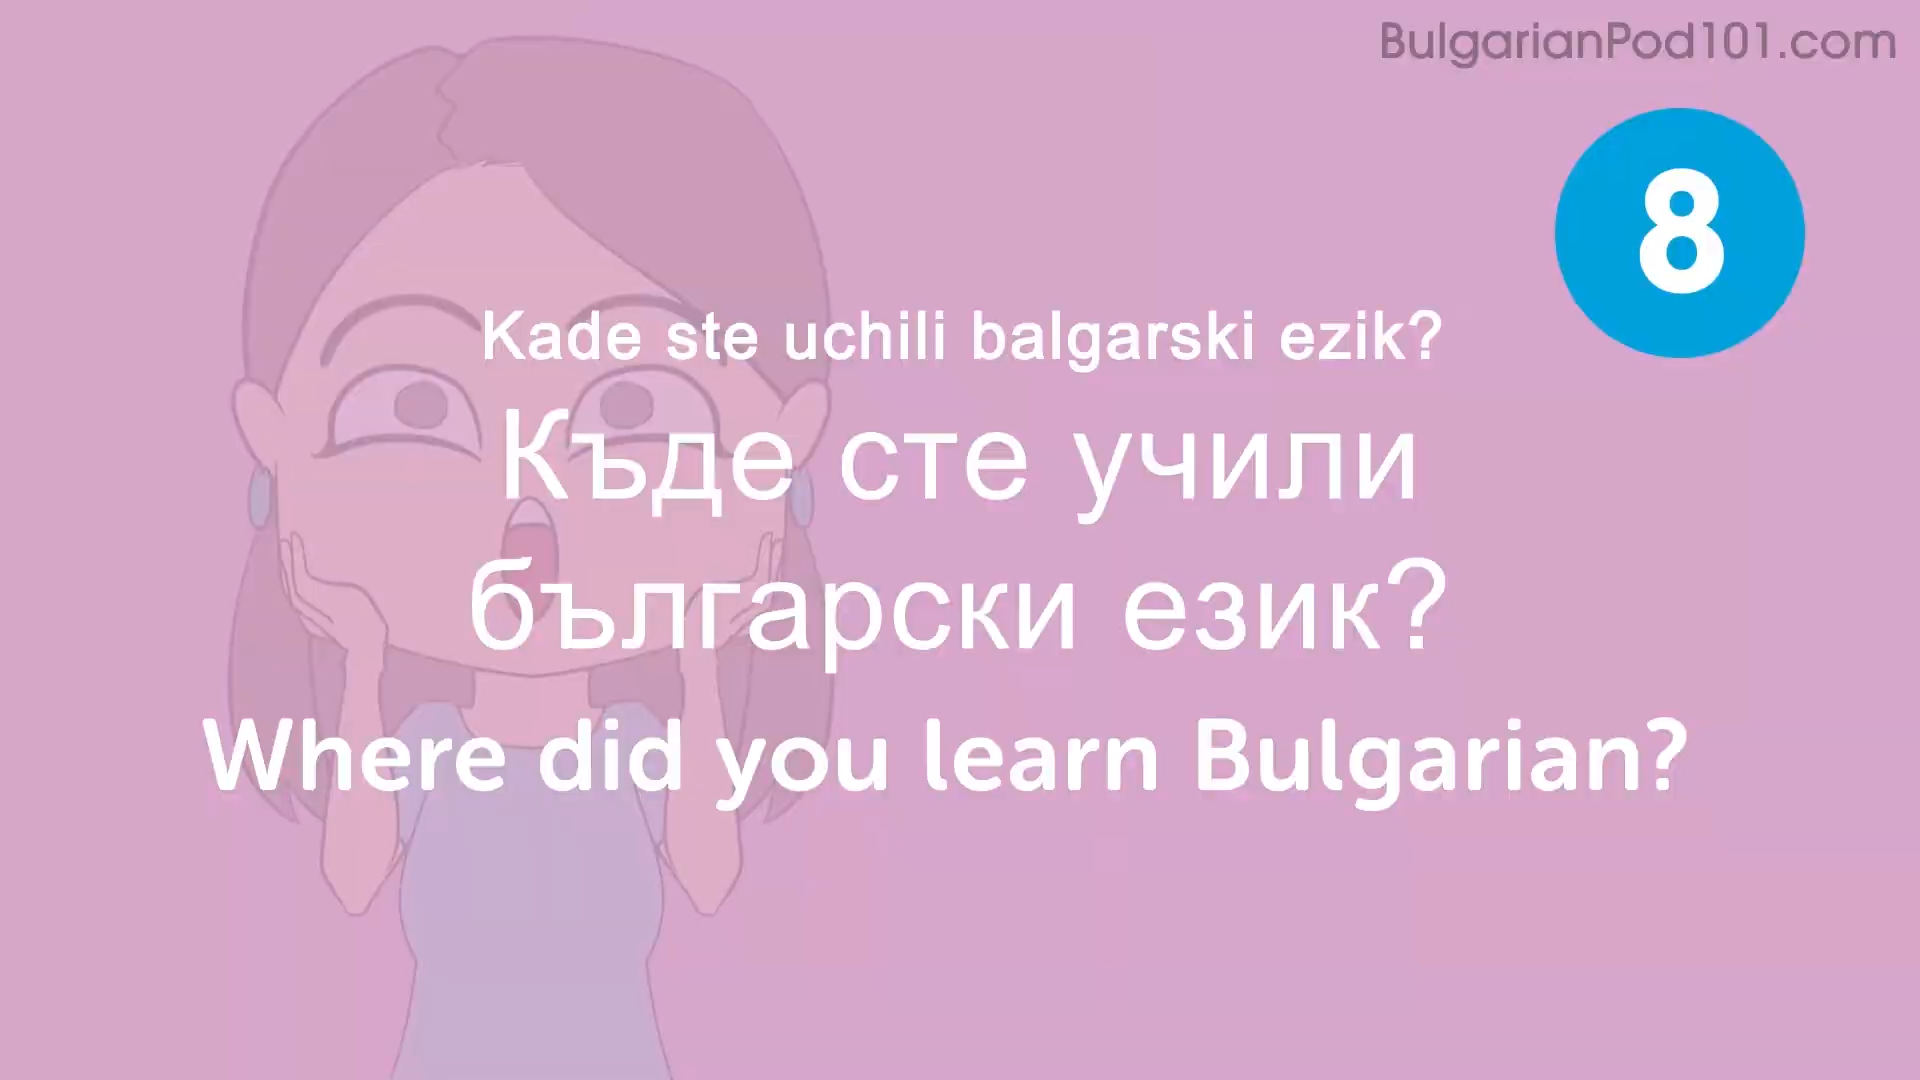 BulgarianPod101.com
8
Kade ste uchili balgarski ezik?
Къде сте учили
български език?
Where did you learn Bulgarian?